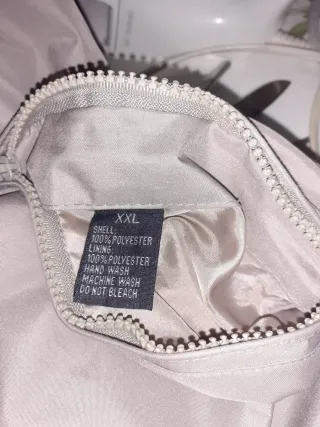 XXL
SHELL:
100%POLYESTER
LINING:
100%POLYESTER
HAND WASH
MACHINE WASH
DO NOT BLEACH